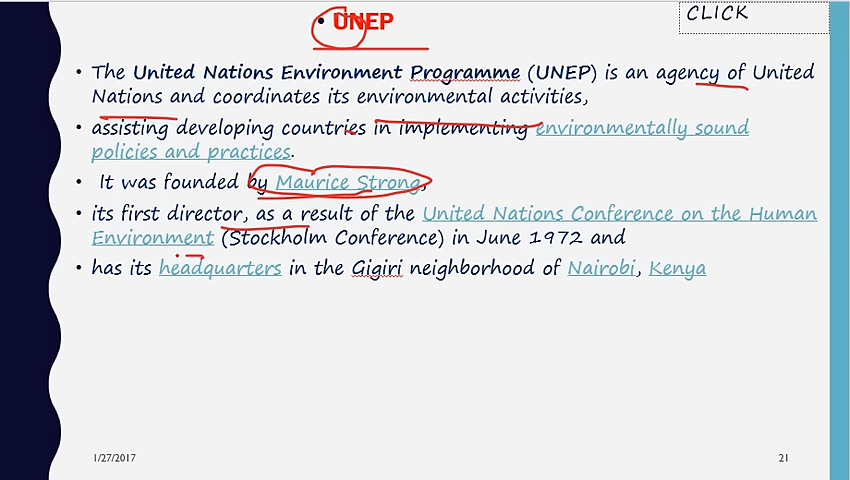 • UNEP
CLICK
• The United Nations Environment Programme (UNEP) is an agency of United
Nations and coordinates its environmental activities,
• assisting developing countries in implementing environmentally sound
policies and practices.
• It was founded by Maurice Strong,
• its first director, as a result of the United Nations Conference on the Human
Environment (Stockholm Conference) in June 1972 and
• has its headquarters in the Gigiri neighborhood of Nairobi, Kenya
1/27/2017
21